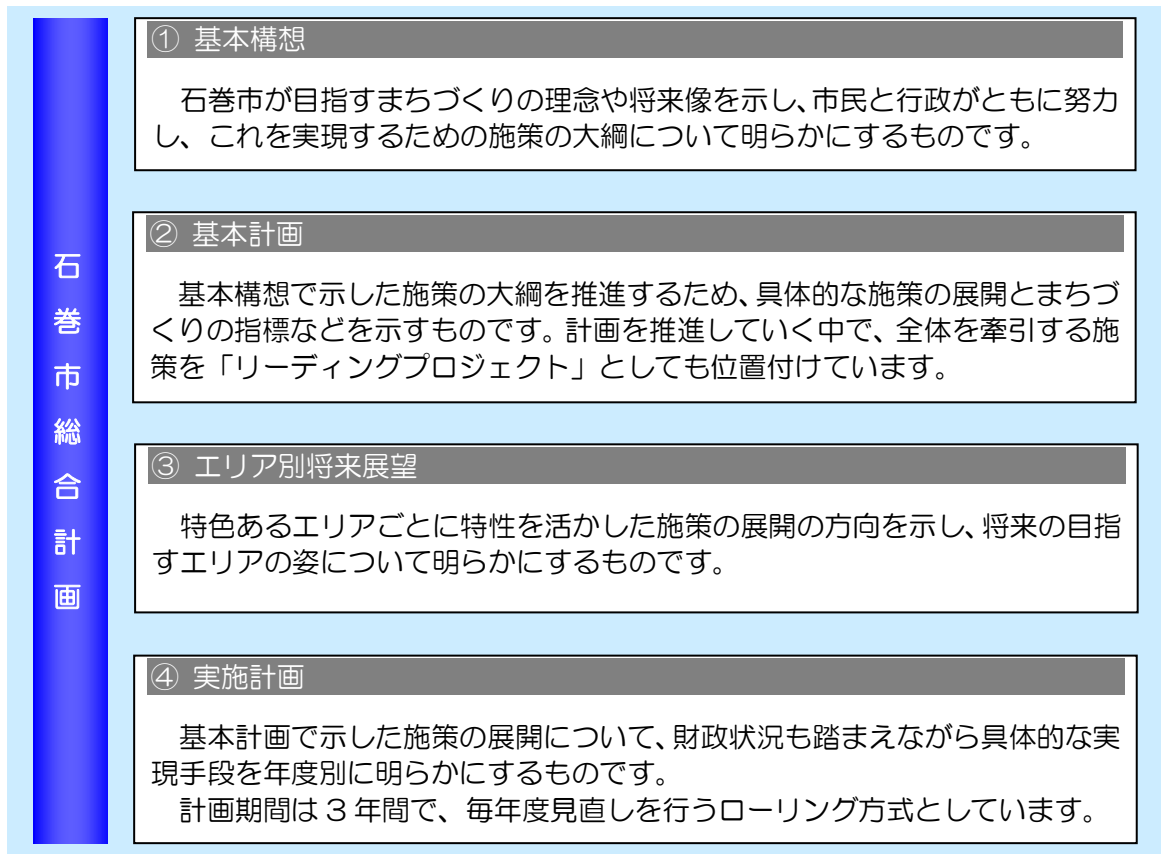 石巻市総合計画
① 基本構想
石巻市が目指すまちづくりの理念や将来像を示し、市民と行政がともに努力
し、これを実現するための施策の大綱について明らかにするものです。
② 基本計画
基本構想で示した施策の大綱を推進するため、具体的な施策の展開とまちづ
くりの指標などを示すものです。計画を推進していく中で、全体を牽引する施
策を「リーディングプロジェクト」としても位置付けています。
③ エリア別将来展望
特色あるエリアごとに特性を活かした施策の展開の方向を示し、将来の目指
すエリアの姿について明らかにするものです。
④ 実施計画
基本計画で示した施策の展開について、財政状況も踏まえながら具体的な実
現手段を年度別に明らかにするものです。
計画期間は 3 年間で、毎年度見直しを行うローリング方式としています。